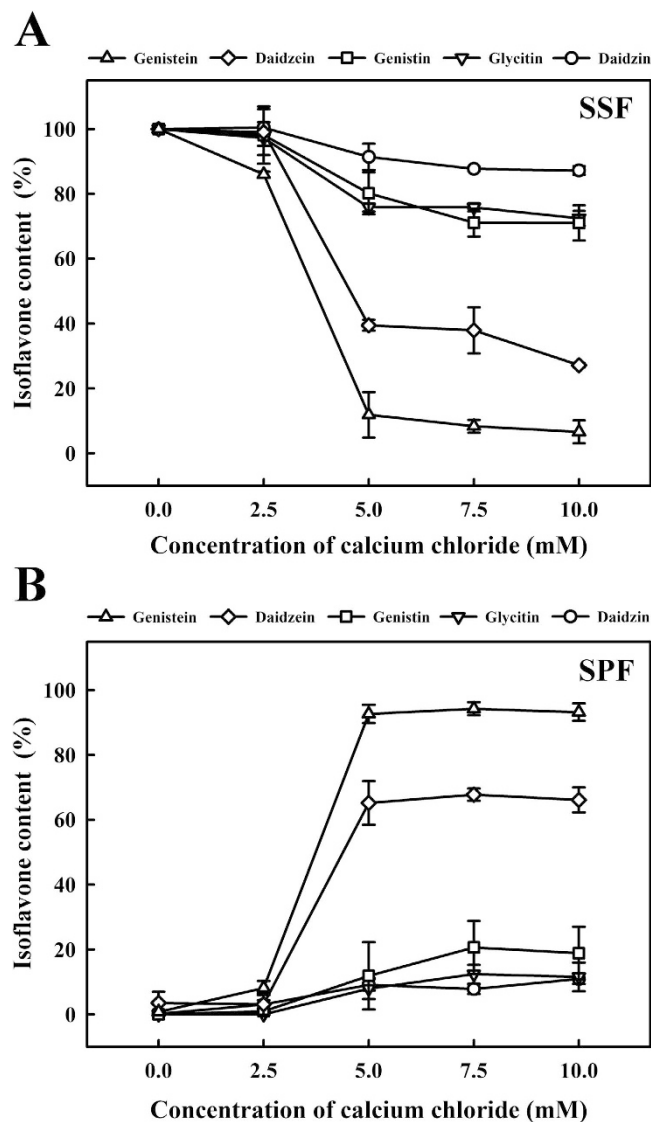 A
Genistein Daidzein Genistin Glycitin Daidzin
SSF
100
80
60
40
20
0
Isoflavone content (%)
0.0 2.5 5.0 7.5 10.0
Concentration of calcium chloride (mM)
B
Genistein Daidzein Genistin Glycitin Daidzin
SPF
100
80
60
40
20
0
Isoflavone content (%)
0.0 2.5 5.0 7.5 10.0
Concentration of calcium chloride (mM)